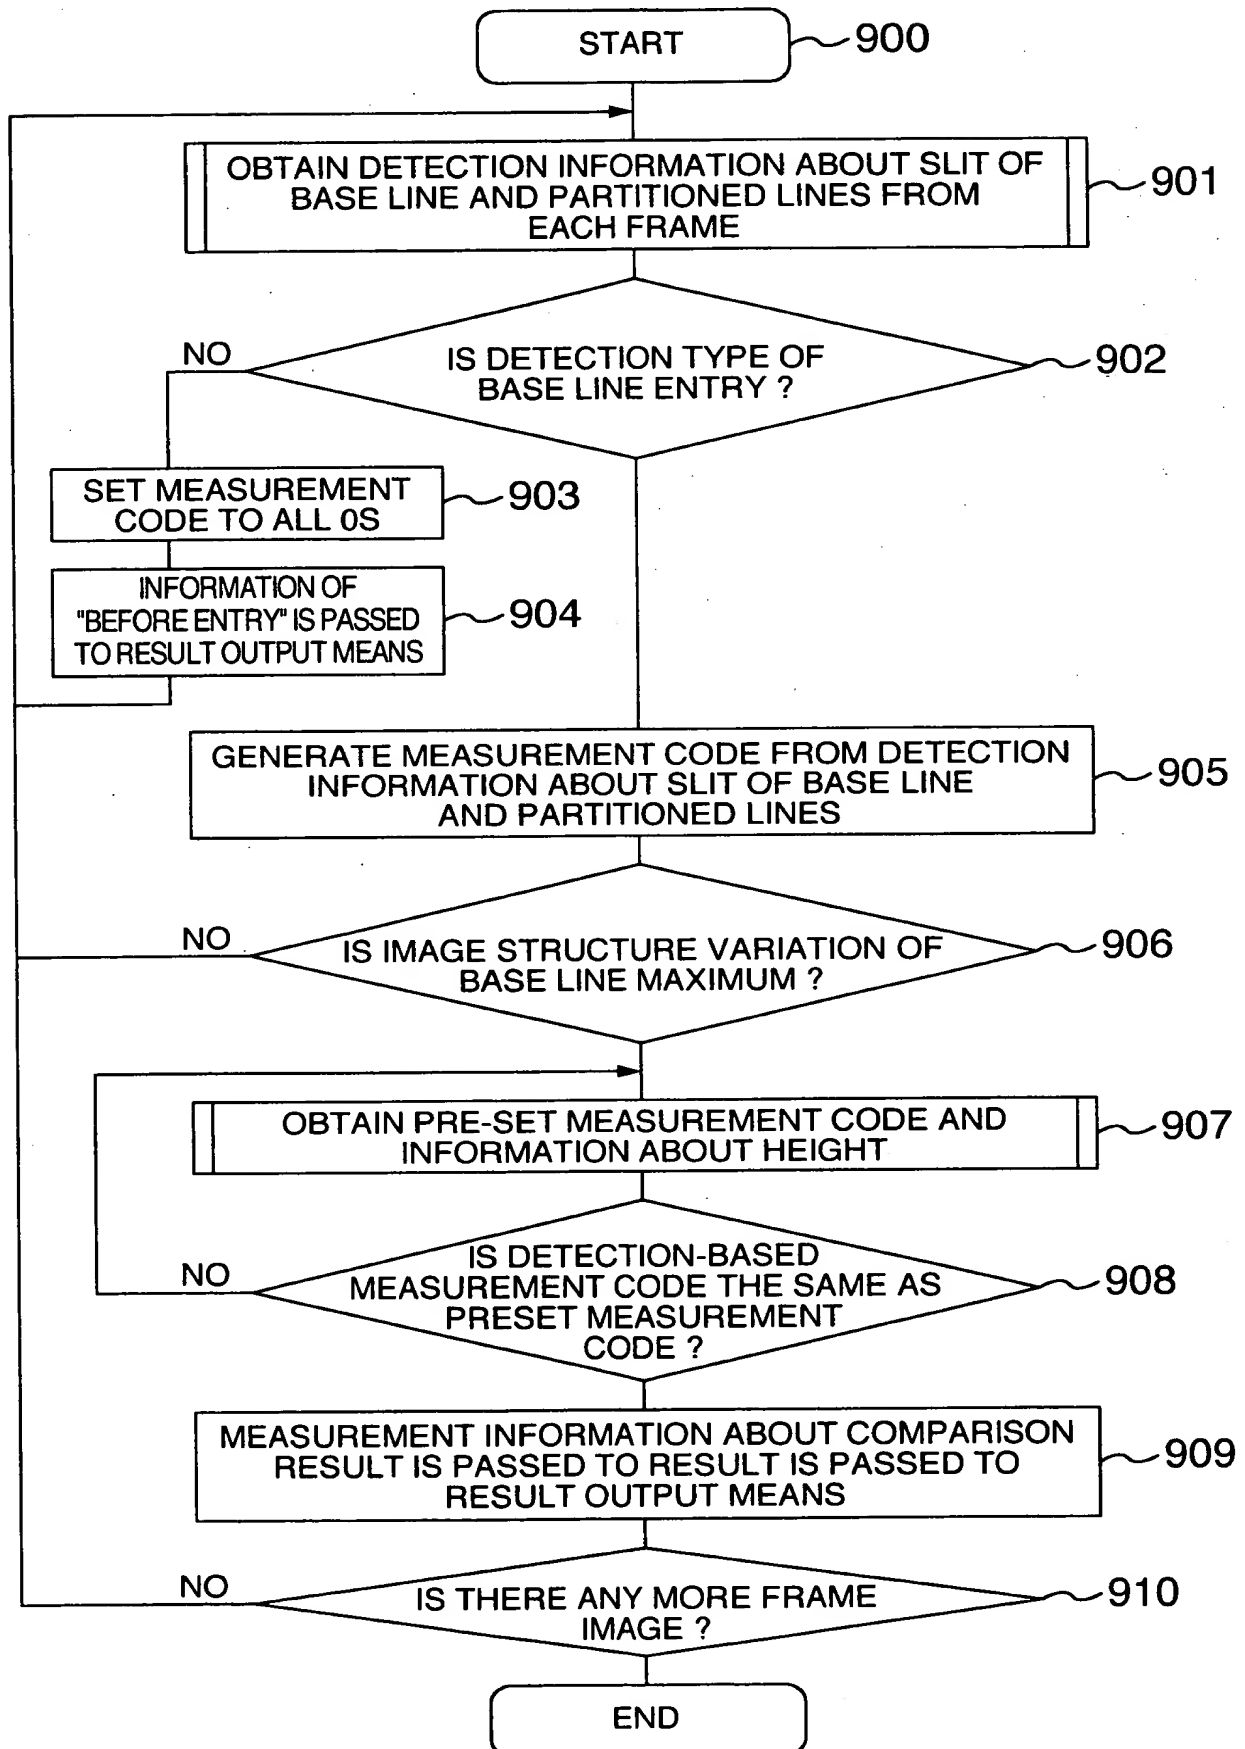 START
900
OBTAIN DETECTION INFORMATION ABOUT SLIT OF
BASE LINE AND PARTITIONED LINES FROM
EACH FRAME
901
NO
IS DETECTION TYPE OF
BASE LINE ENTRY ?
902
SET MEASUREMENT
CODE TO ALL 0S
903
INFORMATION OF
"BEFORE ENTRY" IS PASSED
TO RESULT OUTPUT MEANS
904
GENERATE MEASUREMENT CODE FROM DETECTION
INFORMATION ABOUT SLIT OF BASE LINE
AND PARTITIONED LINES
905
NO
IS IMAGE STRUCTURE VARIATION OF
BASE LINE MAXIMUM ?
906
OBTAIN PRE-SET MEASUREMENT CODE AND
INFORMATION ABOUT HEIGHT
907
NO
IS DETECTION-BASED
MEASUREMENT CODE THE SAME AS
PRESET MEASUREMENT
CODE ?
908
MEASUREMENT INFORMATION ABOUT COMPARISON
RESULT IS PASSED TO RESULT IS PASSED TO
RESULT OUTPUT MEANS
909
NO
IS THERE ANY MORE FRAME
IMAGE ?
910
END